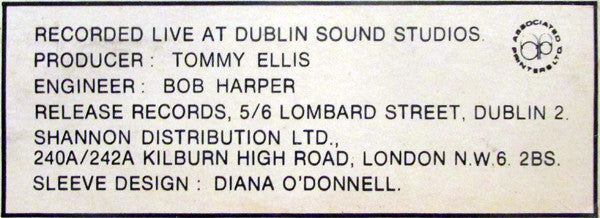 RECORDED LIVE AT DUBLIN SOUND STUDIOS.
PRODUCER : TOMMY ELLIS
ENGINEER : BOB HARPER
RELEASE RECORDS, 5/6 LOMBARD STREET, DUBLIN 2.
SHANNON DISTRIBUTION LTD.,
240A/242A KILBURN HIGH ROAD, LONDON N.W.6. 2BS.
SLEEVE DESIGN : DIANA O'DONNELL.
ASSOCIATED
PRINTERS LTD.